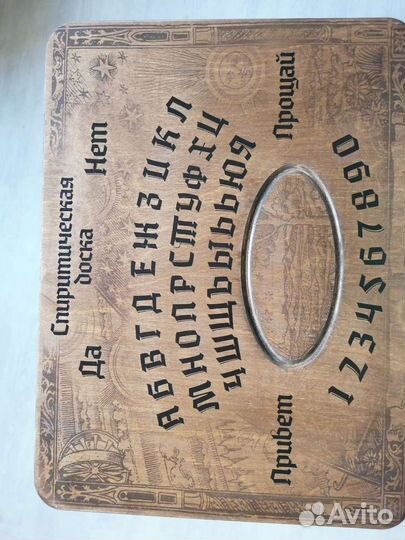 Спиритическая
доска
Да Нет
АБВГДЕЖЗИКЛ
МНОПРСТУФХЦ
ЧШЩЪЫЬЭЮЯ
Привет Прощай
1234567890
Avito